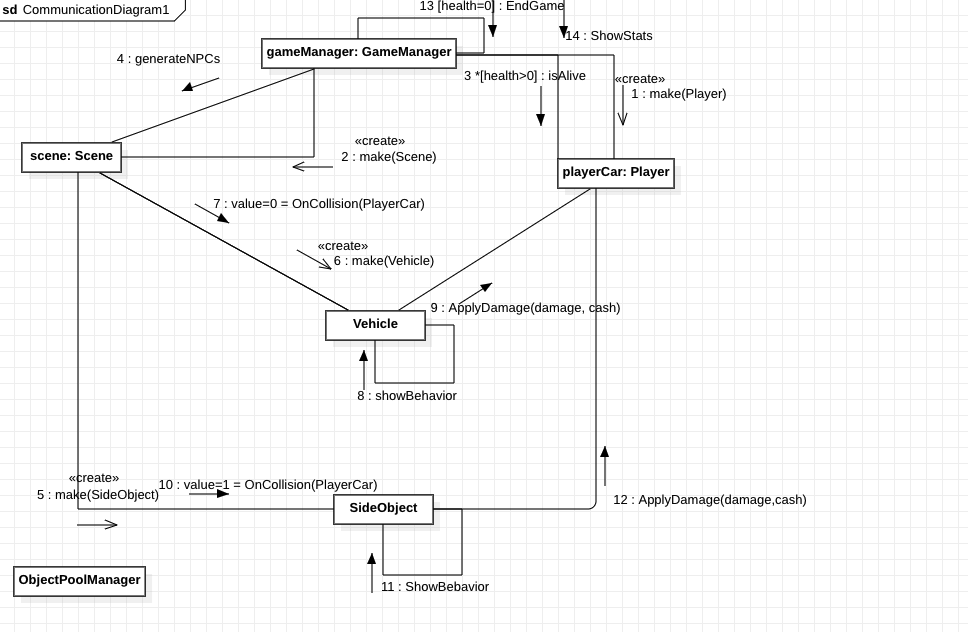 sd CommunicationDiagram1
13 [health=0] : EndGame
14 : ShowStats
gameManager: GameManager
4 : generateNPCs
3 *[health>0] : isAlive
«create»
1 : make(Player)
«create»
2 : make(Scene)
scene: Scene
playerCar: Player
7 : value=0 = OnCollision(PlayerCar)
«create»
6 : make(Vehicle)
9 : ApplyDamage(damage, cash)
Vehicle
8 : showBehavior
«create»
5 : make(SideObject)
10 : value=1 = OnCollision(PlayerCar)
SideObject
12 : ApplyDamage(damage,cash)
ObjectPoolManager
11 : ShowBebavior